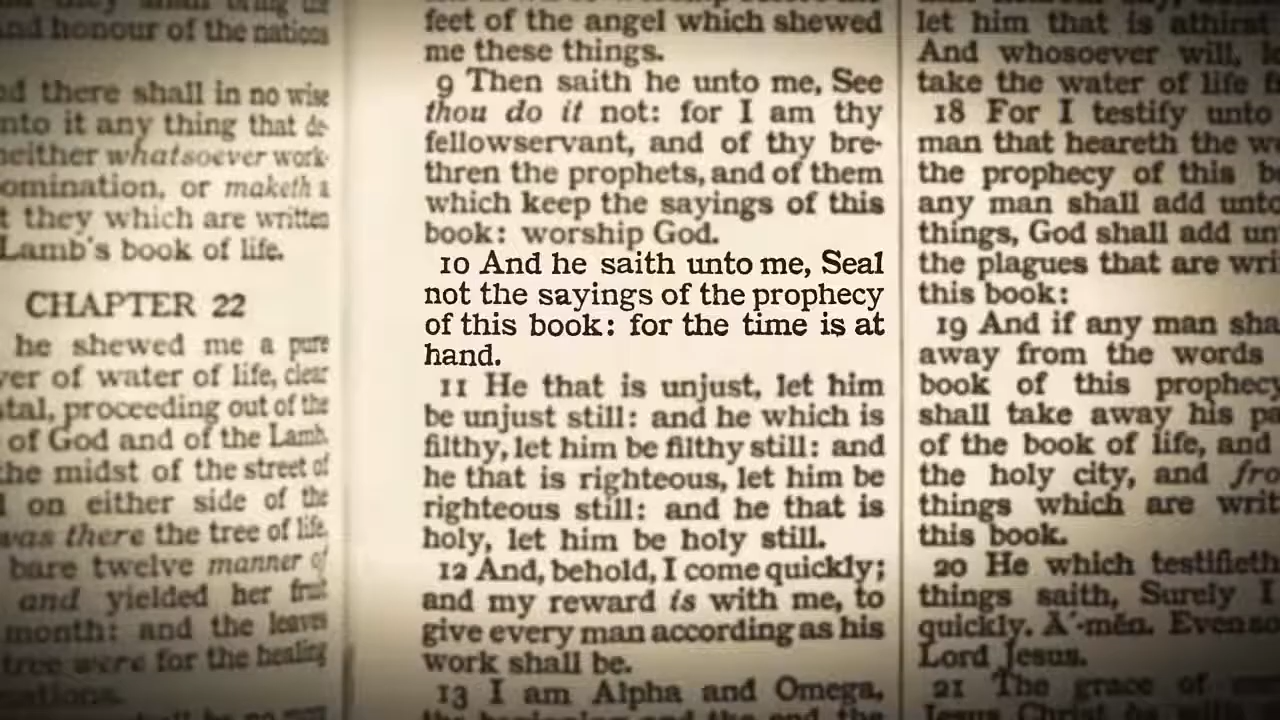 and honour of the nations
there shall in no wise
it any thing that de-
neither whatsoever work-
or maketh a
they which are written
Lamb's book of life.
CHAPTER 22
he shewed me a pure
of water of life, clear
proceeding out of the
of God and of the Lamb.
the midst of the street of
on either side of the
was there the tree of life,
bare twelve manner of
and yielded her fruit
month: and the leaves
tree were for the healing
nations.
feet of the angel which shewed
me these things.
9 Then saith he unto me, See
thou do it not: for I am thy
fellowservant, and of thy bre-
thren the prophets, and of them
which keep the sayings of this
book: worship God.
10 And he saith unto me, Seal
not the sayings of the prophecy
of this book: for the time is at
hand.
11 He that is unjust, let him
be unjust still: and he which is
filthy, let him be filthy still: and
he that is righteous, let him be
righteous still: and he that is
holy, let him be holy still.
12 And, behold, I come quickly;
and my reward is with me, to
give every man according as his
work shall be.
13 I am Alpha and Omega,
let him that is athirst
And whosoever will,
take the water of life
18 For I testify unto
man that heareth the
the prophecy of this
any man shall add
things, God shall add
the plagues that are
this book:
19 And if any man
away from the words
book of this prophecy
shall take away his
of the book of life, and
the holy city, and
things which are
this book.
20 He which testifieth
things saith, Surely I
quickly. Ā´-mĕn. Even so
Lord Jesus.
21 The grace of